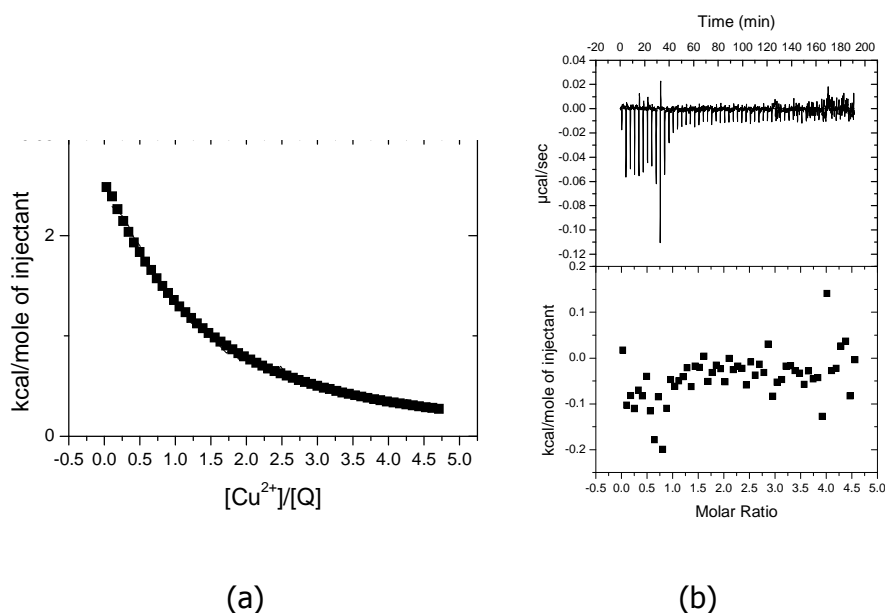 kcal/mole of injectant
2
1
0
-0.5 0.0 0.5 1.0 1.5 2.0 2.5 3.0 3.5 4.0 4.5 5.0
[Cu²⁺]/[Q]
(a)
Time (min)
-20 0 20 40 60 80 100 120 140 160 180 200
µcal/sec
0.04
0.02
0.00
-0.02
-0.04
-0.06
-0.08
-0.10
-0.12
kcal/mole of injectant
0.2
0.1
0.0
-0.1
-0.2
-0.5 0.0 0.5 1.0 1.5 2.0 2.5 3.0 3.5 4.0 4.5 5.0
Molar Ratio
(b)